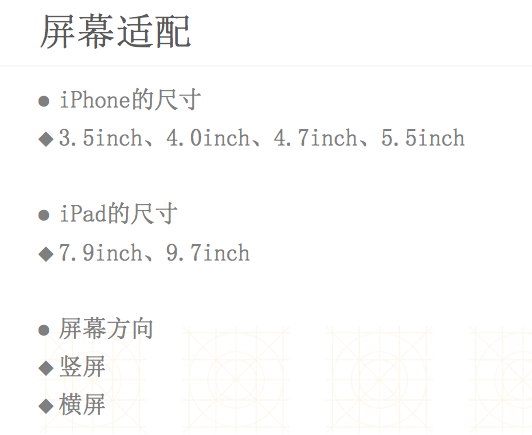 屏幕适配
● iPhone的尺寸
◆ 3.5inch、4.0inch、4.7inch、5.5inch
● iPad的尺寸
◆ 7.9inch、9.7inch
● 屏幕方向
◆ 竖屏
◆ 横屏